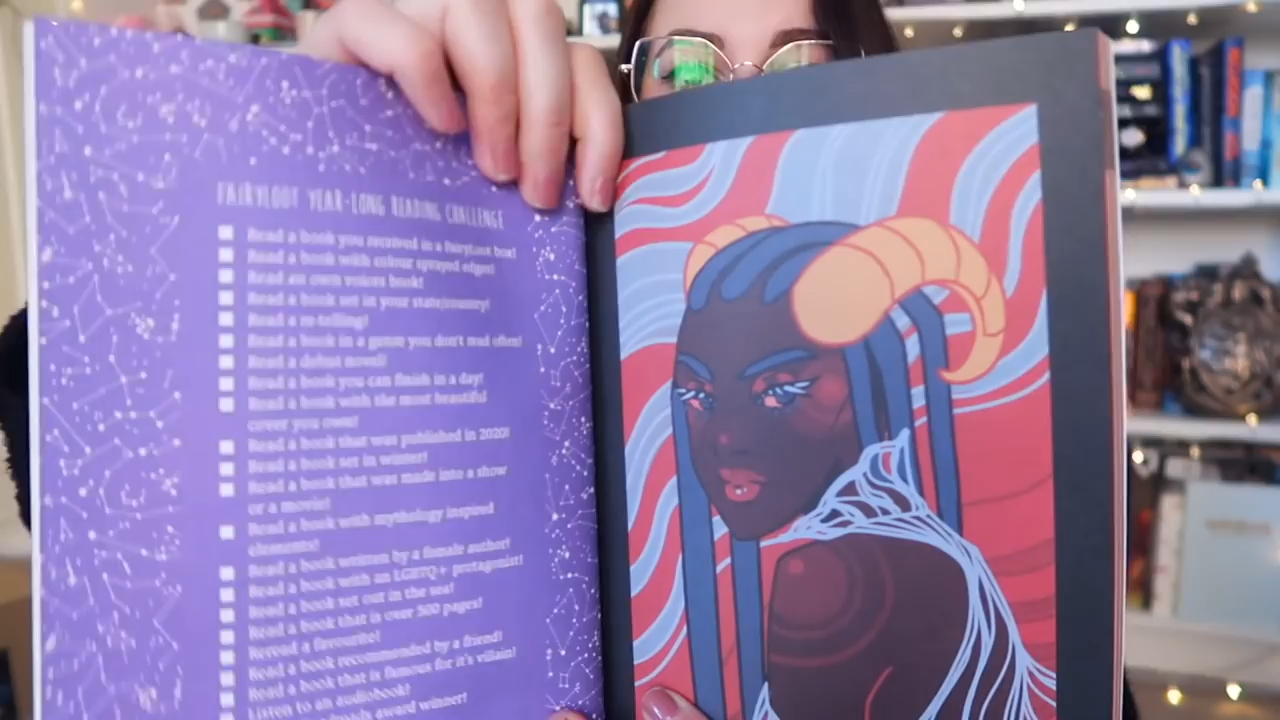 FAIRYLOOT YEAR-LONG READING CHALLENGE
Read a book you received in a FairyLoot box!
Read a book with colour sprayed edges!
Read an own voices book!
Read a book set in your state/county!
Read a re-telling!
Read a book in a genre you don't read often!
Read a debut novel!
Read a book you can finish in a day!
Read a book with the most beautiful
cover you own!
Read a book that was published in 2020!
Read a book set in winter!
Read a book that was made into a show
or a movie!
Read a book with mythology inspired
elements!
Read a book written by a female author!
Read a book with an LGBTQ+ protagonist!
Read a book set out in the sea!
Read a book that is over 500 pages!
Reread a favourite!
Read a book recommended by a friend!
Read a book that is famous for it's villain!
Listen to an audiobook!
award winner!